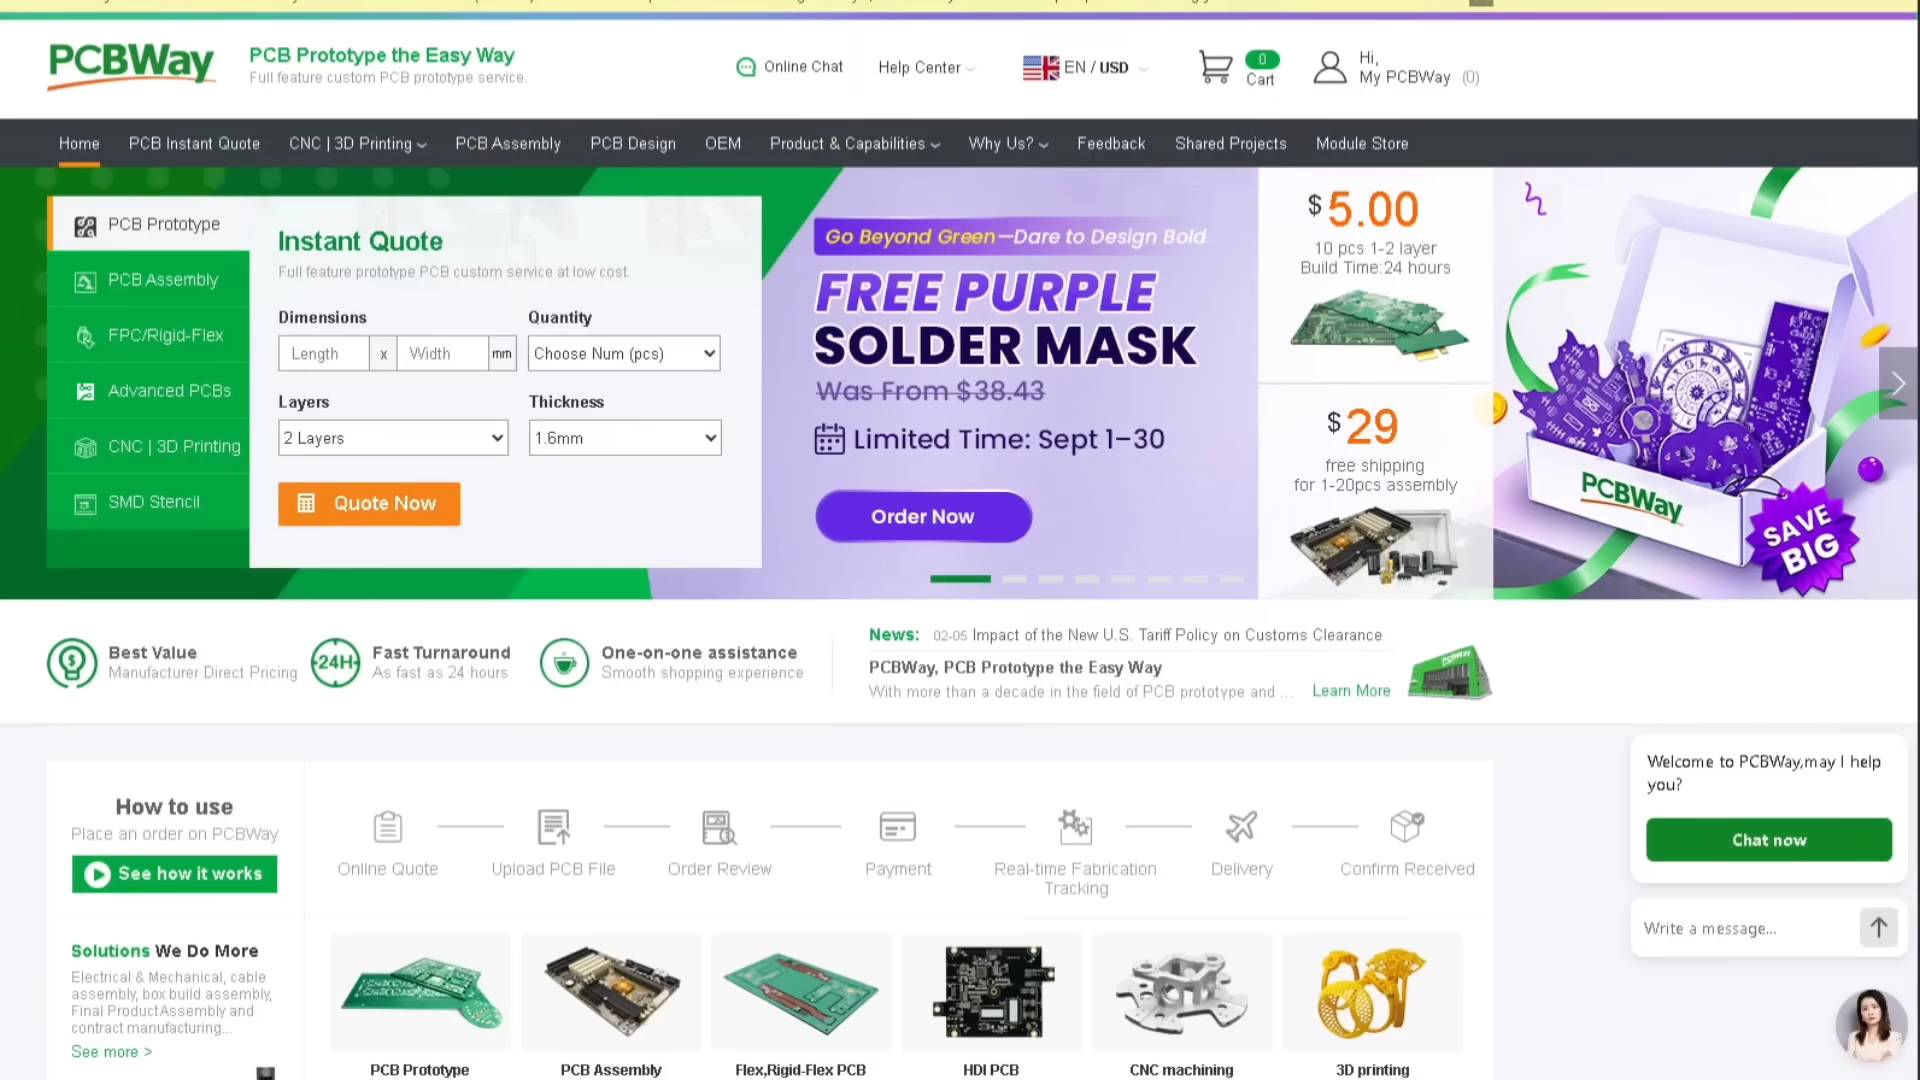 PCBWay
PCB Prototype the Easy Way
Full feature custom PCB prototype service.
Online Chat
Help Center
EN / USD
0
Cart
Hi,
My PCBWay (0)
Home
PCB Instant Quote
CNC | 3D Printing
PCB Assembly
PCB Design
OEM
Product & Capabilities
Why Us?
Feedback
Shared Projects
Module Store
PCB Prototype
PCB Assembly
FPC/Rigid-Flex
Advanced PCBs
CNC | 3D Printing
SMD Stencil
Instant Quote
Full feature prototype PCB custom service at low cost.
Dimensions
Quantity
Length x Width mm
Choose Num (pcs)
Layers
Thickness
2 Layers
1.6mm
Quote Now
Go Beyond Green—Dare to Design Bold
FREE PURPLE
SOLDER MASK
Was From $38.43
Limited Time: Sept 1–30
Order Now
$5.00
10 pcs 1-2 layer
Build Time:24 hours
$29
free shipping
for 1-20pcs assembly
PCBWay
SAVE
BIG
Best Value
Manufacturer Direct Pricing
24H
Fast Turnaround
As fast as 24 hours
One-on-one assistance
Smooth shopping experience
News: 02-05 Impact of the New U.S. Tariff Policy on Customs Clearance
PCBWay, PCB Prototype the Easy Way
With more than a decade in the field of PCB prototype and ... Learn More
How to use
Place an order on PCBWay
See how it works
Online Quote
Upload PCB File
Order Review
Payment
Real-time Fabrication
Tracking
Delivery
Confirm Received
Solutions We Do More
Electrical & Mechanical, cable
assembly, box build assembly,
Final ProductAssembly and
contract manufacturing...
See more >
PCB Prototype
PCB Assembly
Flex,Rigid-Flex PCB
HDI PCB
CNC machining
3D printing
Welcome to PCBWay,may I help
you?
Chat now
Write a message...